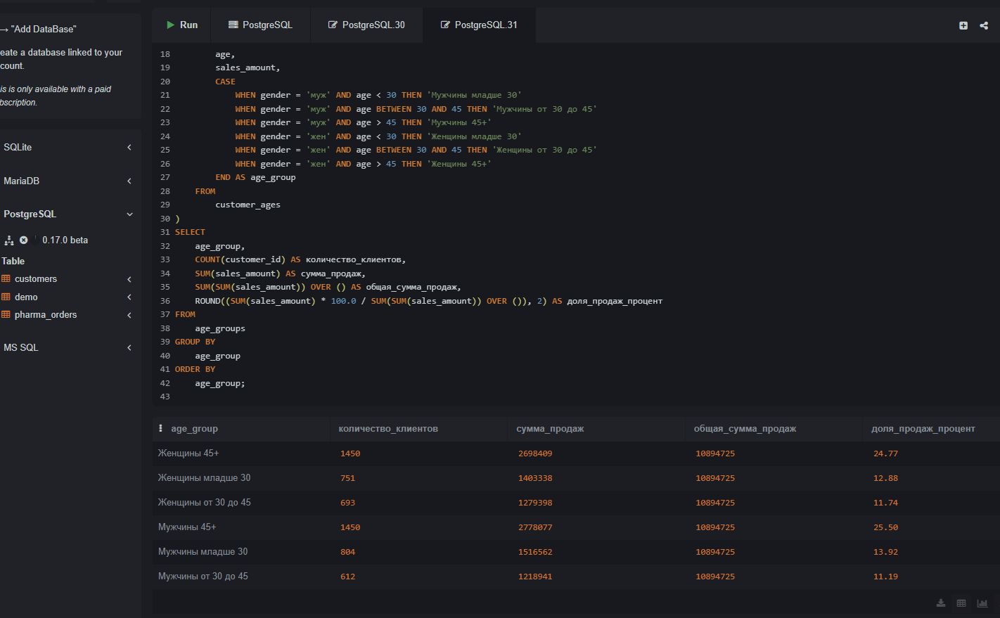 → "Add DataBase"
eate a database linked to your
count.
is is only available with a paid
bscription.
SQLite
MariaDB
PostgreSQL
0.17.0 beta
Table
customers
demo
pharma_orders
MS SQL
Run
PostgreSQL
PostgreSQL.30
PostgreSQL.31
18 age,
19 sales_amount,
20 CASE
21 WHEN gender = 'муж' AND age < 30 THEN 'Мужчины младше 30'
22 WHEN gender = 'муж' AND age BETWEEN 30 AND 45 THEN 'Мужчины от 30 до 45'
23 WHEN gender = 'муж' AND age > 45 THEN 'Мужчины 45+'
24 WHEN gender = 'жен' AND age < 30 THEN 'Женщины младше 30'
25 WHEN gender = 'жен' AND age BETWEEN 30 AND 45 THEN 'Женщины от 30 до 45'
26 WHEN gender = 'жен' AND age > 45 THEN 'Женщины 45+'
27 END AS age_group
28 FROM
29 customer_ages
30 )
31 SELECT
32 age_group,
33 COUNT(customer_id) AS количество_клиентов,
34 SUM(sales_amount) AS сумма_продаж,
35 SUM(SUM(sales_amount)) OVER () AS общая_сумма_продаж,
36 ROUND((SUM(sales_amount) * 100.0 / SUM(SUM(sales_amount)) OVER ()), 2) AS доля_продаж_процент
37 FROM
38 age_groups
39 GROUP BY
40 age_group
41 ORDER BY
42 age_group;
43
age_group количество_клиентов сумма_продаж общая_сумма_продаж доля_продаж_процент
Женщины 45+ 1450 2698409 10894725 24.77
Женщины младше 30 751 1403338 10894725 12.88
Женщины от 30 до 45 693 1279398 10894725 11.74
Мужчины 45+ 1450 2778077 10894725 25.50
Мужчины младше 30 804 1516562 10894725 13.92
Мужчины от 30 до 45 612 1218941 10894725 11.19